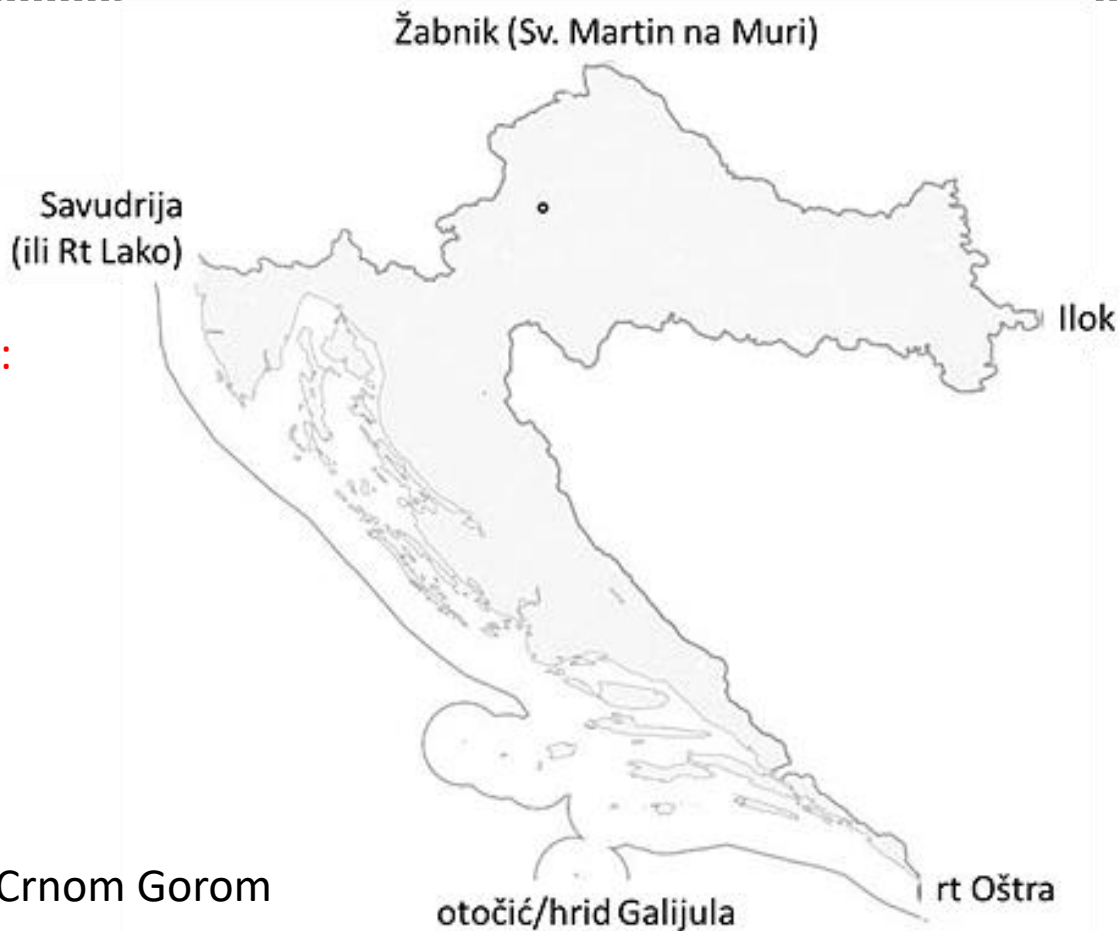 Žabnik (Sv. Martin na Muri)
Savudrija
(ili Rt Lako)
Ilok
:
Crnom Gorom
rt Oštra
otočić/hrid Galijula